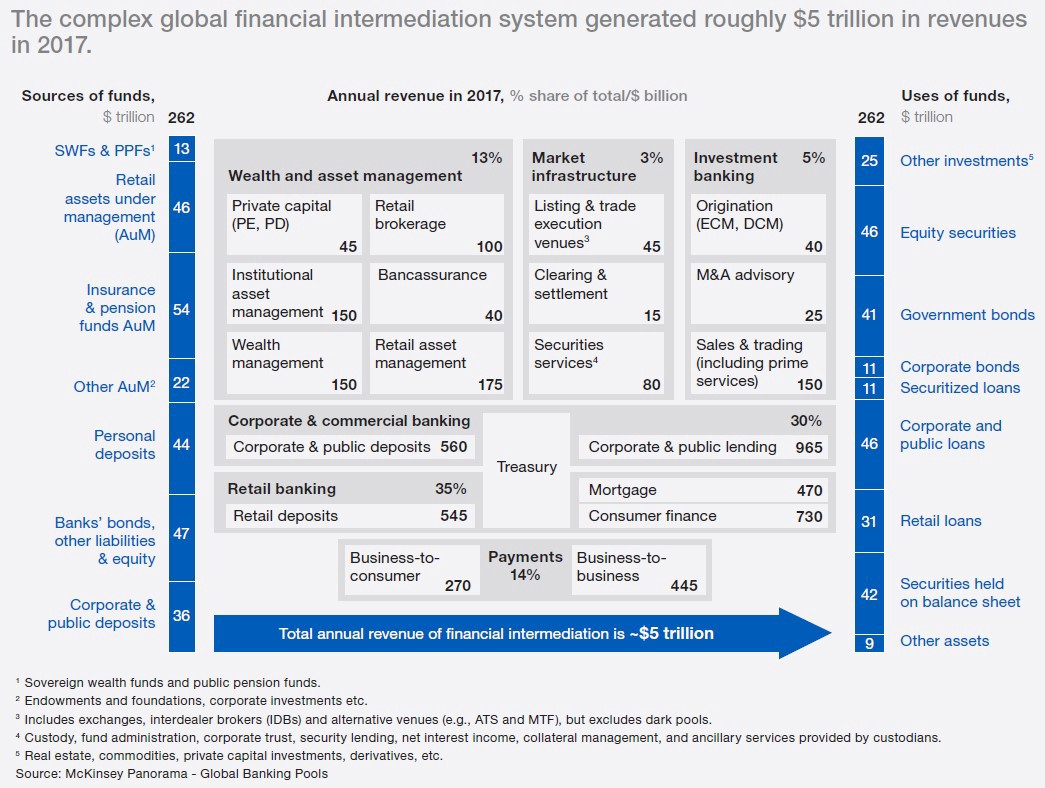 The complex global financial intermediation system generated roughly $5 trillion in revenues
in 2017.
Sources of funds,
$ trillion
262
SWFs & PPFs¹
13
Retail
assets under
management
(AuM)
46
Insurance
& pension
funds AuM
54
Other AuM²
22
Personal
deposits
44
Banks' bonds,
other liabilities
& equity
47
Corporate &
public deposits
36
Annual revenue in 2017, % share of total/$ billion
13%
Wealth and asset management
Private capital
(PE, PD)
45
Retail
brokerage
100
Institutional
asset
management 150
Bancassurance
40
Wealth
management
150
Retail asset
management
175
Market 3%
infrastructure
Listing & trade
execution
venues³ 45
Clearing &
settlement
15
Securities
services⁴
80
Investment 5%
banking
Origination
(ECM, DCM)
40
M&A advisory
25
Sales & trading
(including prime
services) 150
Corporate & commercial banking
30%
Corporate & public deposits 560
Treasury
Corporate & public lending 965
Retail banking 35%
Retail deposits 545
Mortgage 470
Consumer finance 730
Business-to-
consumer
270
Payments
14%
Business-to-
business
445
Total annual revenue of financial intermediation is ~$5 trillion
Uses of funds,
262 $ trillion
25 Other investments⁵
46 Equity securities
41 Government bonds
11 Corporate bonds
11 Securitized loans
Corporate and
public loans
46
31 Retail loans
Securities held
on balance sheet
42
9 Other assets
¹ Sovereign wealth funds and public pension funds.
² Endowments and foundations, corporate investments etc.
³ Includes exchanges, interdealer brokers (IDBs) and alternative venues (e.g., ATS and MTF), but excludes dark pools.
⁴ Custody, fund administration, corporate trust, security lending, net interest income, collateral management, and ancillary services provided by custodians.
⁵ Real estate, commodities, private capital investments, derivatives, etc.
Source: McKinsey Panorama - Global Banking Pools